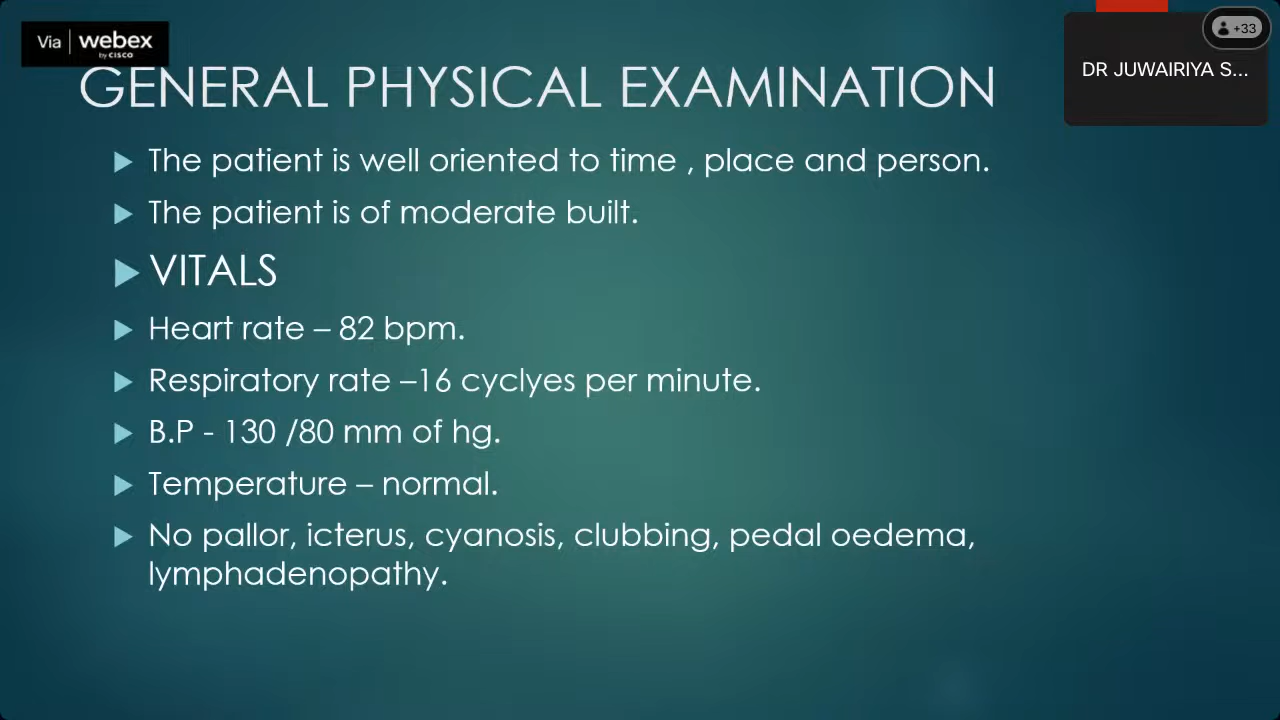 Via webex
by CISCO
+33
DR JUWAIRIYA S...
GENERAL PHYSICAL EXAMINATION
The patient is well oriented to time , place and person.
The patient is of moderate built.
VITALS
Heart rate – 82 bpm.
Respiratory rate –16 cyclyes per minute.
B.P - 130 /80 mm of hg.
Temperature – normal.
No pallor, icterus, cyanosis, clubbing, pedal oedema,
lymphadenopathy.